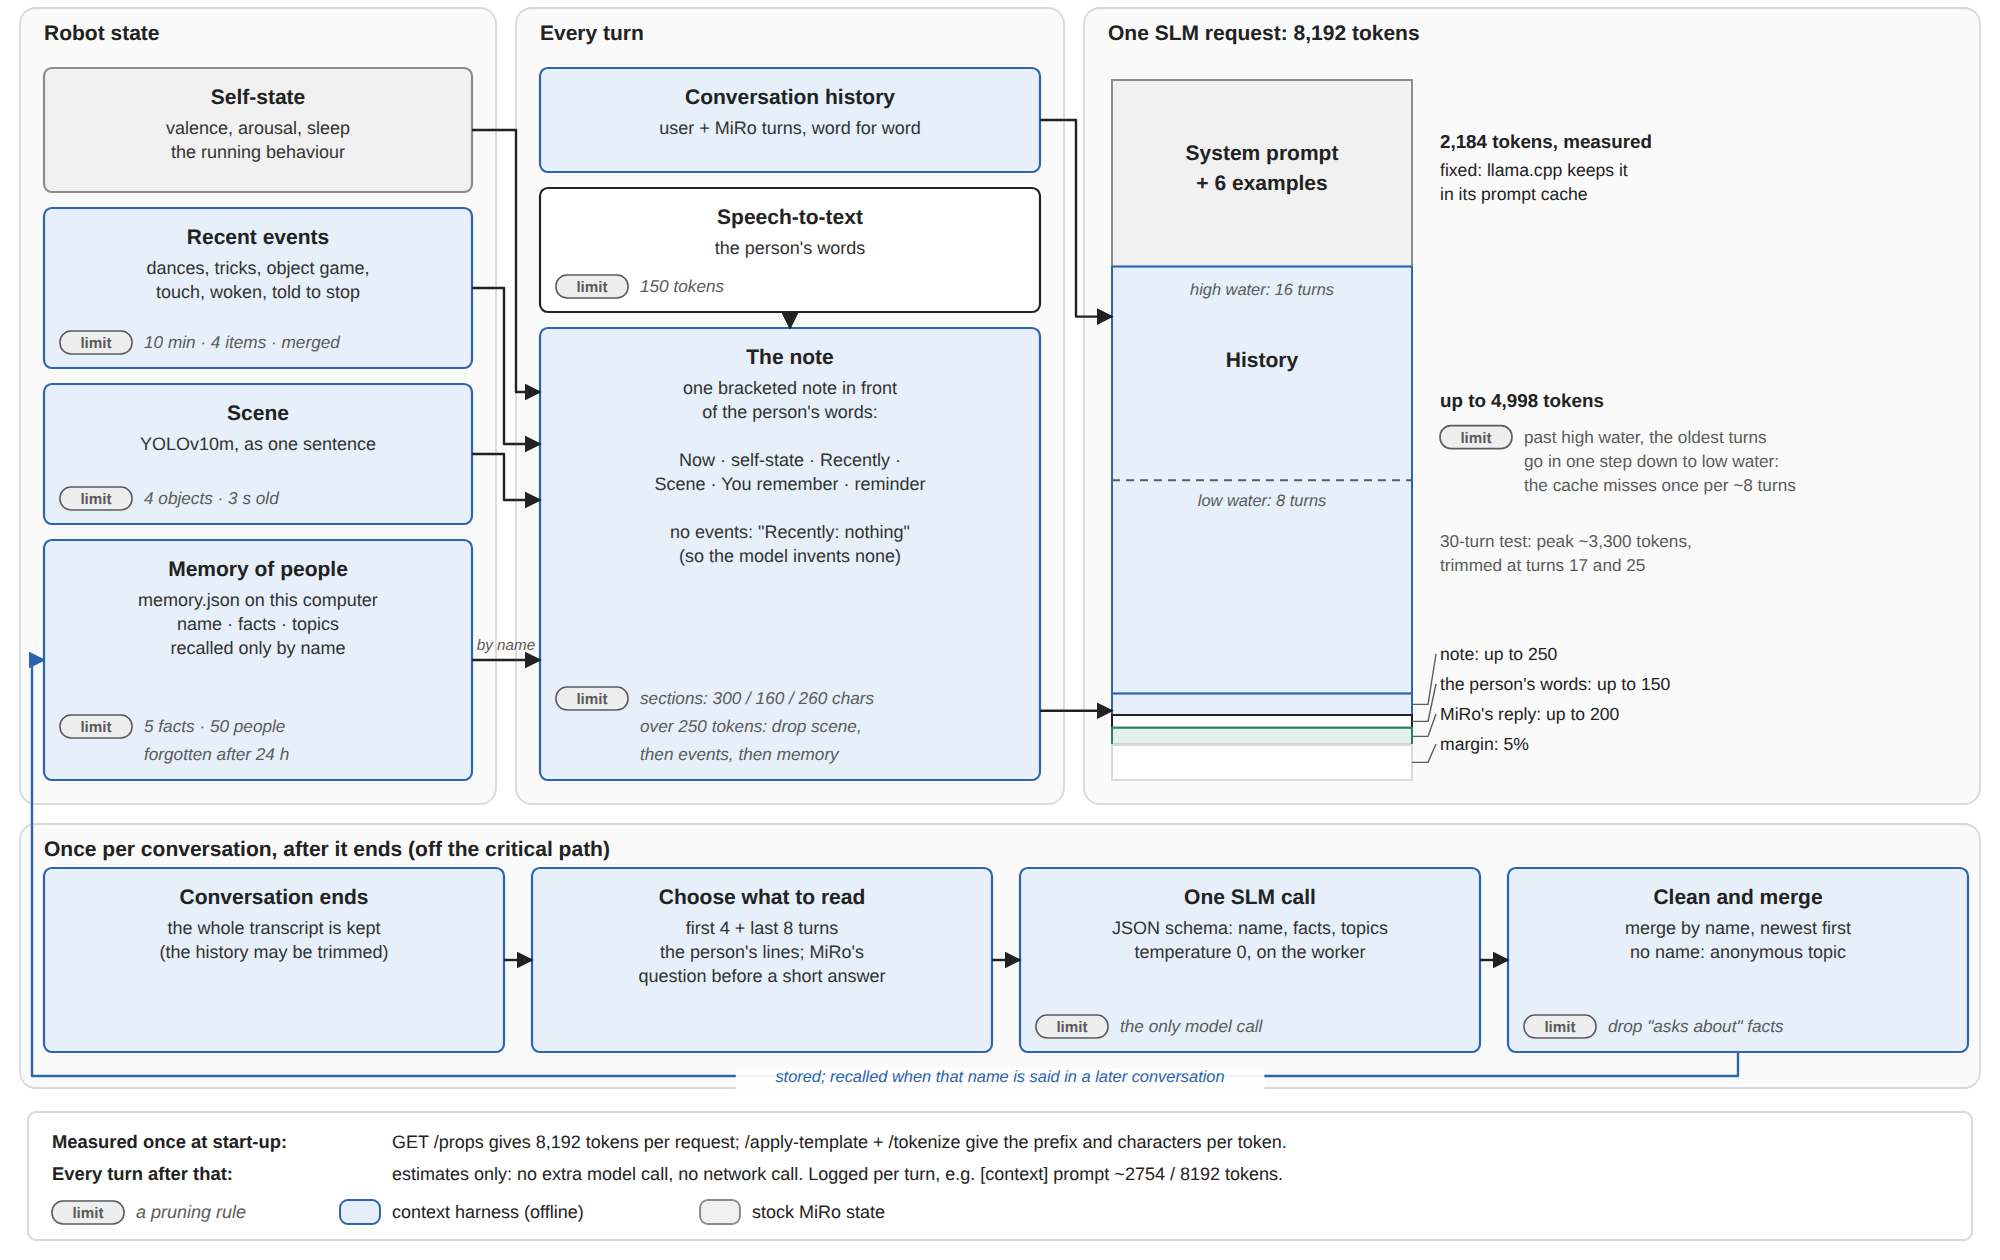 Robot state
Self-state
valence, arousal, sleep
the running behaviour
Recent events
dances, tricks, object game,
touch, woken, told to stop
limit 10 min · 4 items · merged
Scene
YOLOv10m, as one sentence
limit 4 objects · 3 s old
Memory of people
memory.json on this computer
name · facts · topics
recalled only by name
limit 5 facts · 50 people
forgotten after 24 h
by name
Every turn
Conversation history
user + MiRo turns, word for word
Speech-to-text
the person's words
limit 150 tokens
The note
one bracketed note in front
of the person's words:
Now · self-state · Recently ·
Scene · You remember · reminder
no events: "Recently: nothing"
(so the model invents none)
limit sections: 300 / 160 / 260 chars
over 250 tokens: drop scene,
then events, then memory
One SLM request: 8,192 tokens
System prompt
+ 6 examples
2,184 tokens, measured
fixed: llama.cpp keeps it
in its prompt cache
high water: 16 turns
History
low water: 8 turns
up to 4,998 tokens
limit past high water, the oldest turns
go in one step down to low water:
the cache misses once per ~8 turns
30-turn test: peak ~3,300 tokens,
trimmed at turns 17 and 25
note: up to 250
the person's words: up to 150
MiRo's reply: up to 200
margin: 5%
Once per conversation, after it ends (off the critical path)
Conversation ends
the whole transcript is kept
(the history may be trimmed)
Choose what to read
first 4 + last 8 turns
the person's lines; MiRo's
question before a short answer
One SLM call
JSON schema: name, facts, topics
temperature 0, on the worker
limit the only model call
Clean and merge
merge by name, newest first
no name: anonymous topic
limit drop "asks about" facts
stored; recalled when that name is said in a later conversation
Measured once at start-up: GET /props gives 8,192 tokens per request; /apply-template + /tokenize give the prefix and characters per token.
Every turn after that: estimates only: no extra model call, no network call. Logged per turn, e.g. [context] prompt ~2754 / 8192 tokens.
limit a pruning rule context harness (offline) stock MiRo state